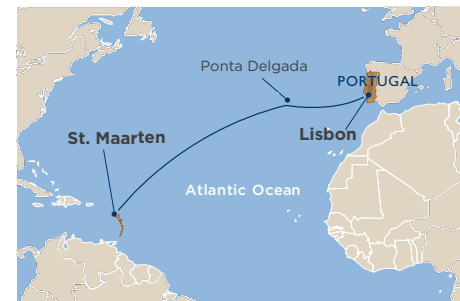 Ponta Delgada
PORTUGAL
St. Maarten
Lisbon
Atlantic Ocean